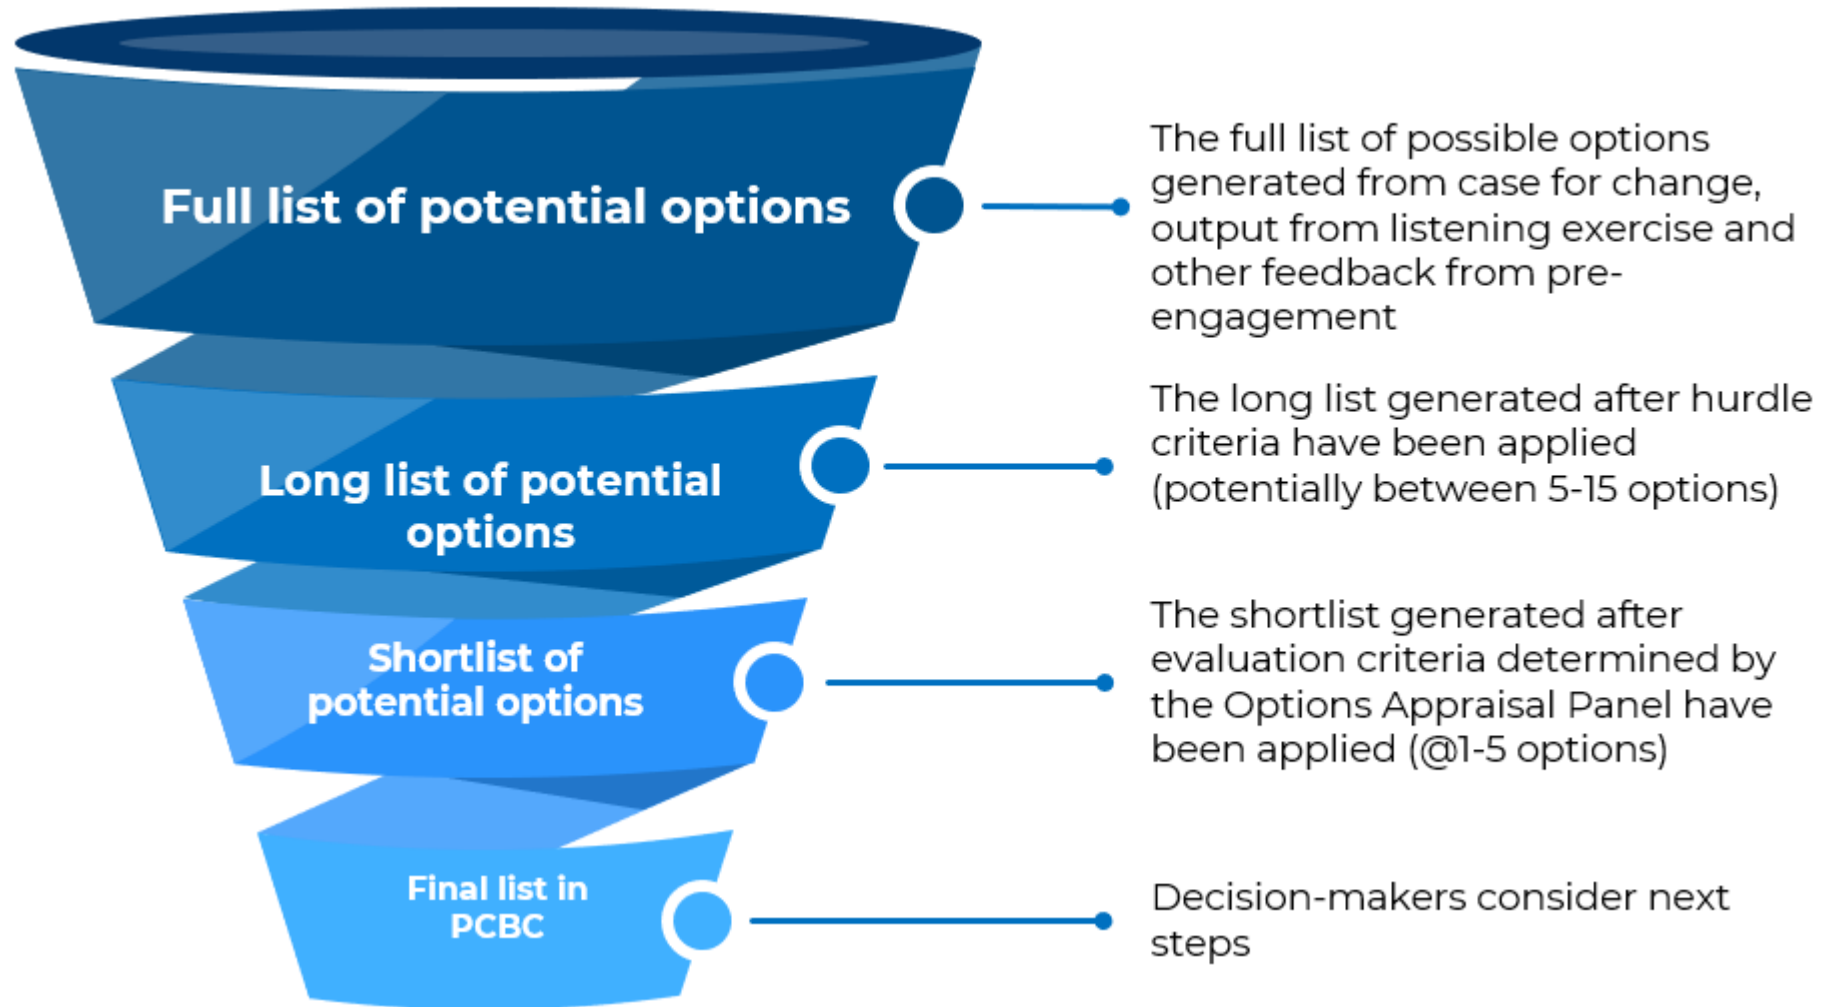 Full list of potential options
The full list of possible options
generated from case for change,
output from listening exercise and
other feedback from pre-
engagement
Long list of potential
options
The long list generated after hurdle
criteria have been applied
(potentially between 5-15 options)
Shortlist of
potential options
The shortlist generated after
evaluation criteria determined by
the Options Appraisal Panel have
been applied (@1-5 options)
Final list in
PCBC
Decision-makers consider next
steps